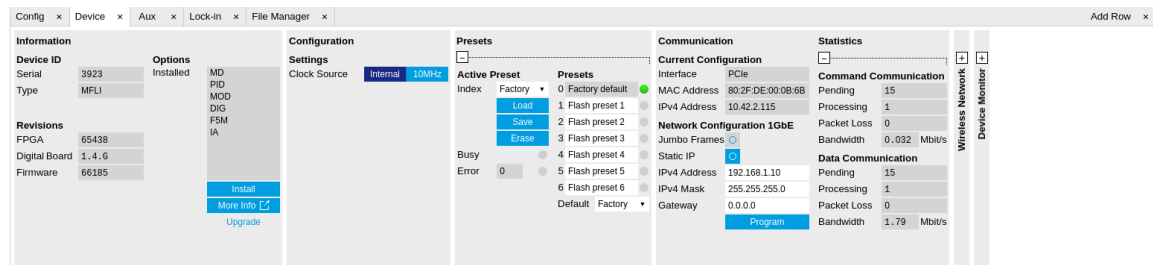 Config × Device × Aux × Lock-in × File Manager × Add Row ×
Information
Device ID
Serial 3923
Type MFLI
Revisions
FPGA 65438
Digital Board 1.4.G
Firmware 66185
Options
Installed MD
PID
MOD
DIG
F5M
IA
Install
More Info
Upgrade
Configuration
Settings
Clock Source Internal 10MHz
Presets
Active Preset
Index Factory
Load
Save
Erase
Busy
Error 0
Presets
0 Factory default
1 Flash preset 1
2 Flash preset 2
3 Flash preset 3
4 Flash preset 4
5 Flash preset 5
6 Flash preset 6
Default Factory
Communication
Current Configuration
Interface PCIe
MAC Address 80:2F:DE:00:0B:6B
IPv4 Address 10.42.2.115
Network Configuration 1GbE
Jumbo Frames
Static IP
IPv4 Address 192.168.1.10
IPv4 Mask 255.255.255.0
Gateway 0.0.0.0
Program
Statistics
Command Communication
Pending 15
Processing 1
Packet Loss 0
Bandwidth 0.032 Mbit/s
Data Communication
Pending 15
Processing 1
Packet Loss 0
Bandwidth 1.79 Mbit/s
Wireless Network
Device Monitor